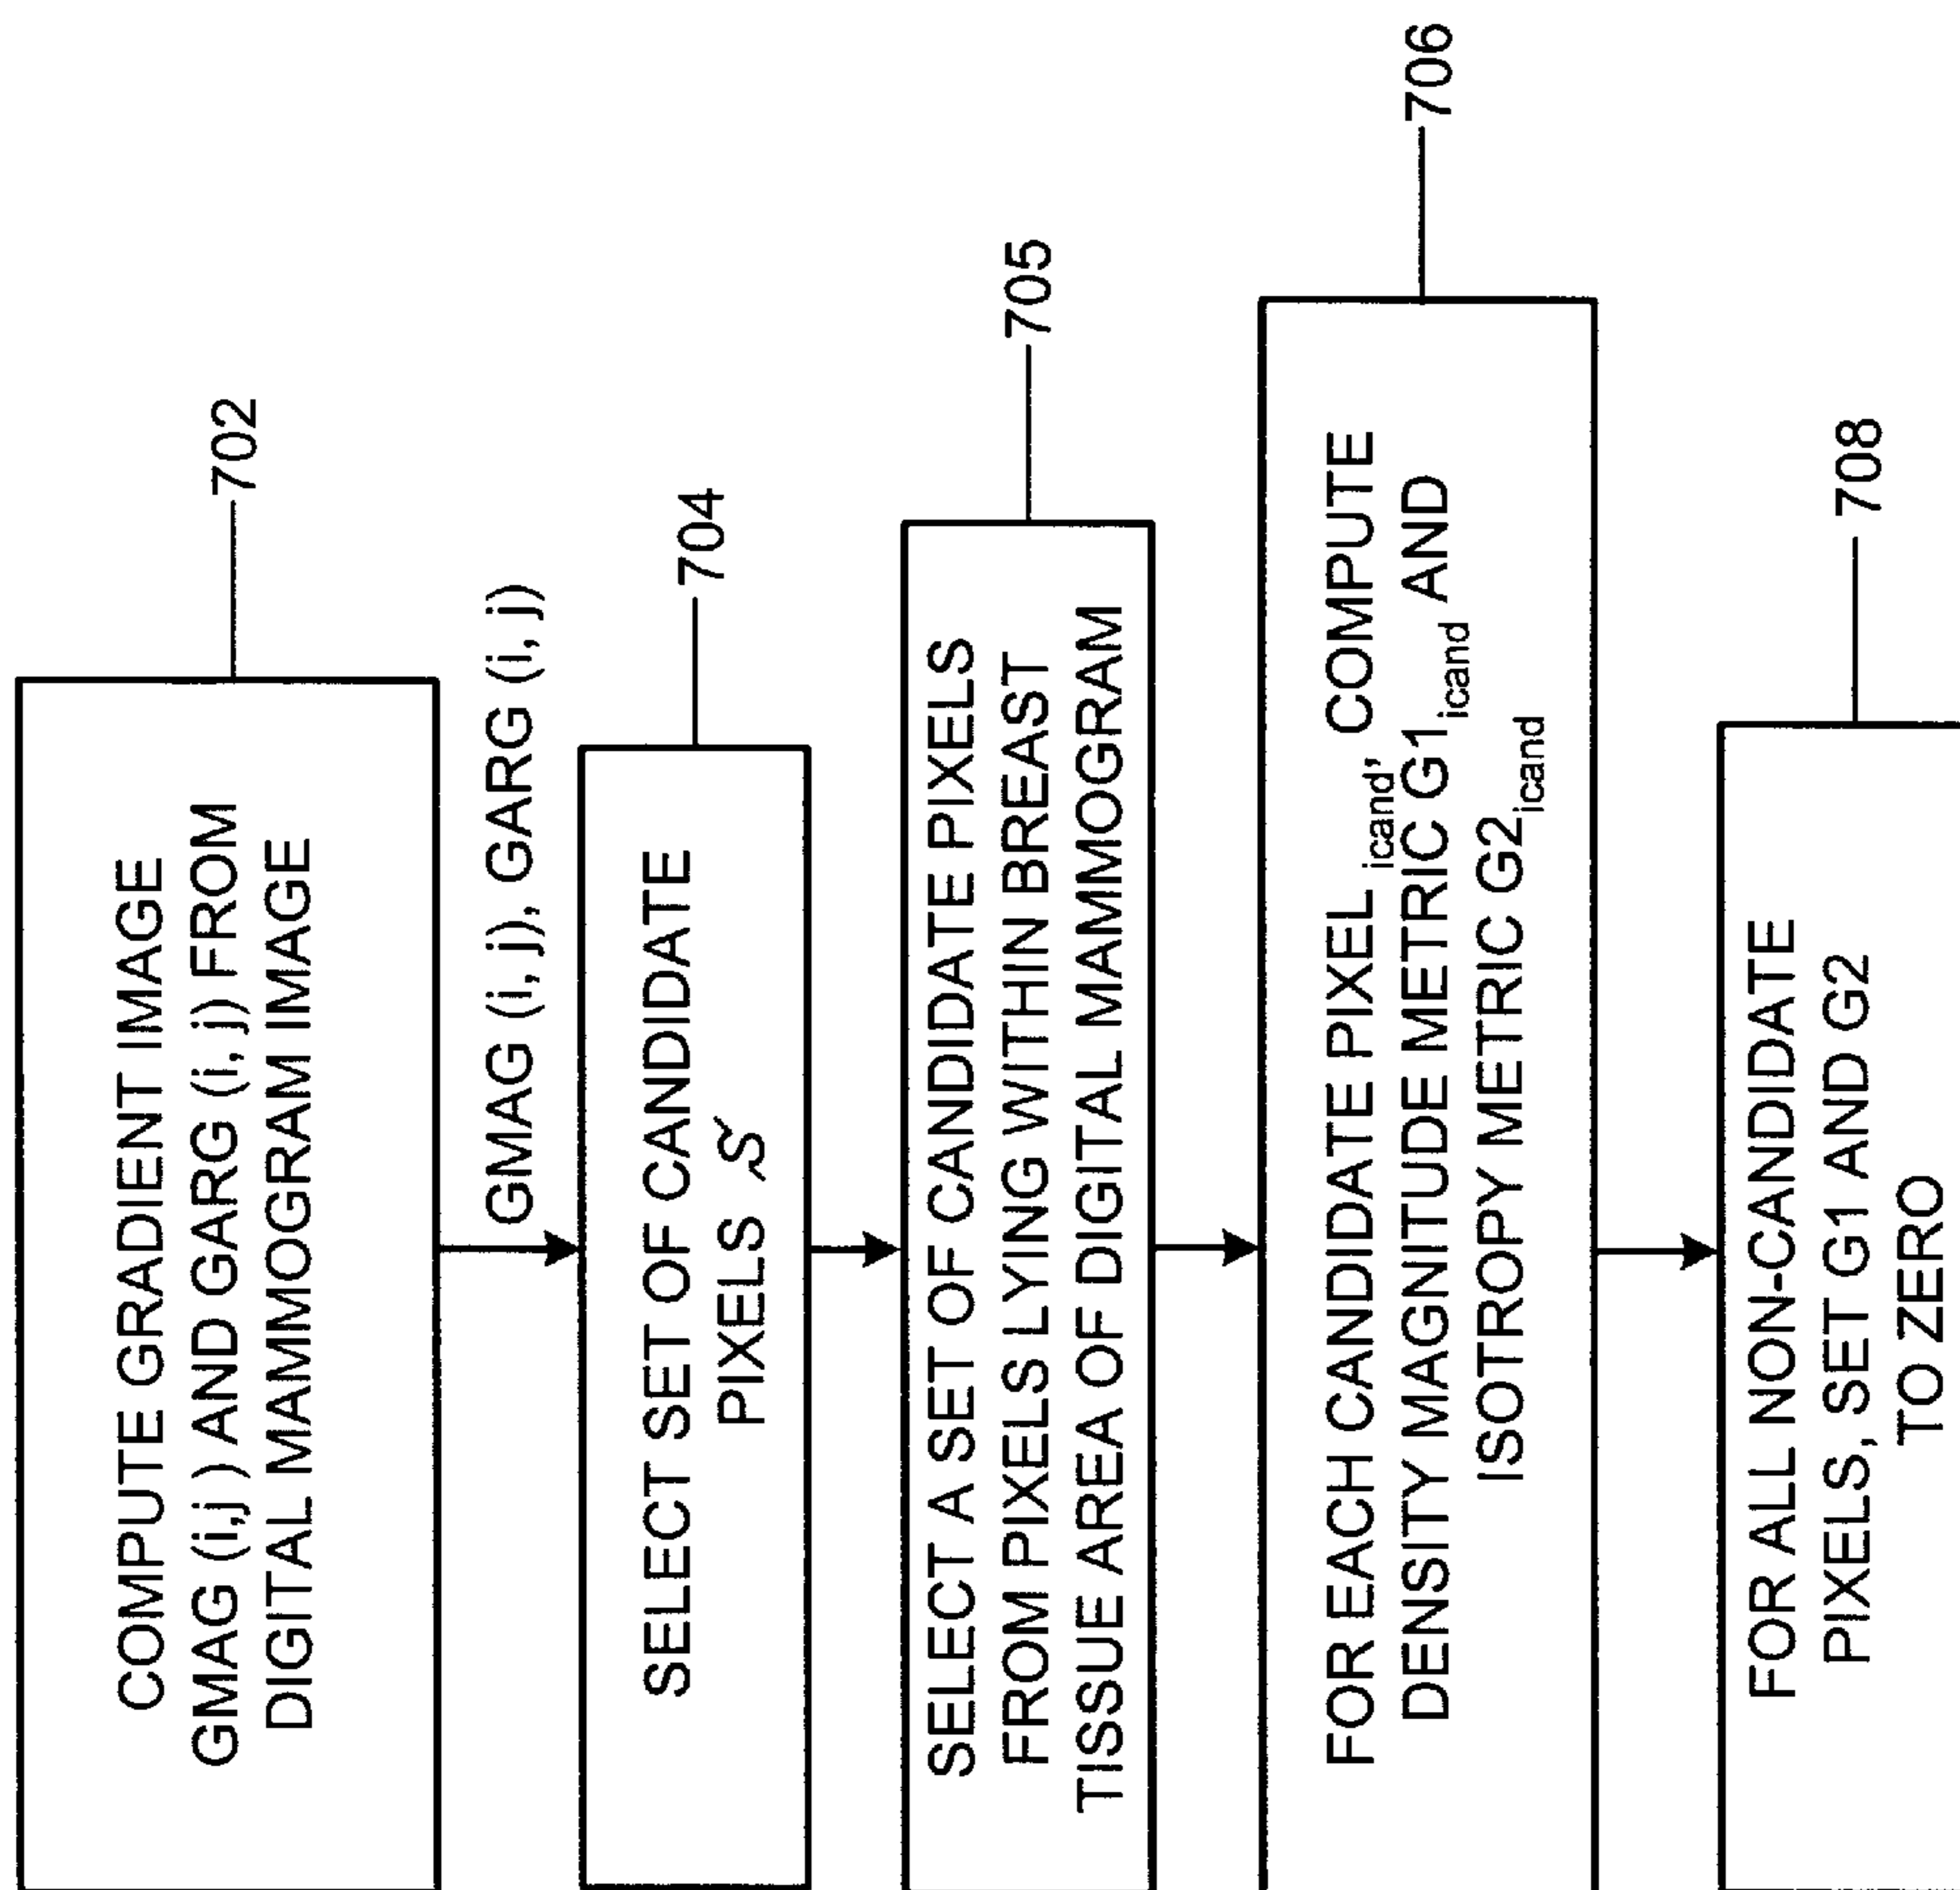 COMPUTE GRADIENT IMAGE
GMAG (i,j) AND GARG (i, j) FROM
DIGITAL MAMMOGRAM IMAGE
702
GMAG (i, j), GARG (i, j)
SELECT SET OF CANDIDATE
PIXELS S
704
SELECT A SET OF CANDIDATE PIXELS
FROM PIXELS LYING WITHIN BREAST
TISSUE AREA OF DIGITAL MAMMOGRAM
705
FOR EACH CANDIDATE PIXEL icand, COMPUTE
DENSITY MAGNITUDE METRIC G1icand AND
ISOTROPY METRIC G2icand
706
FOR ALL NON-CANDIDATE
PIXELS, SET G1 AND G2
TO ZERO
708